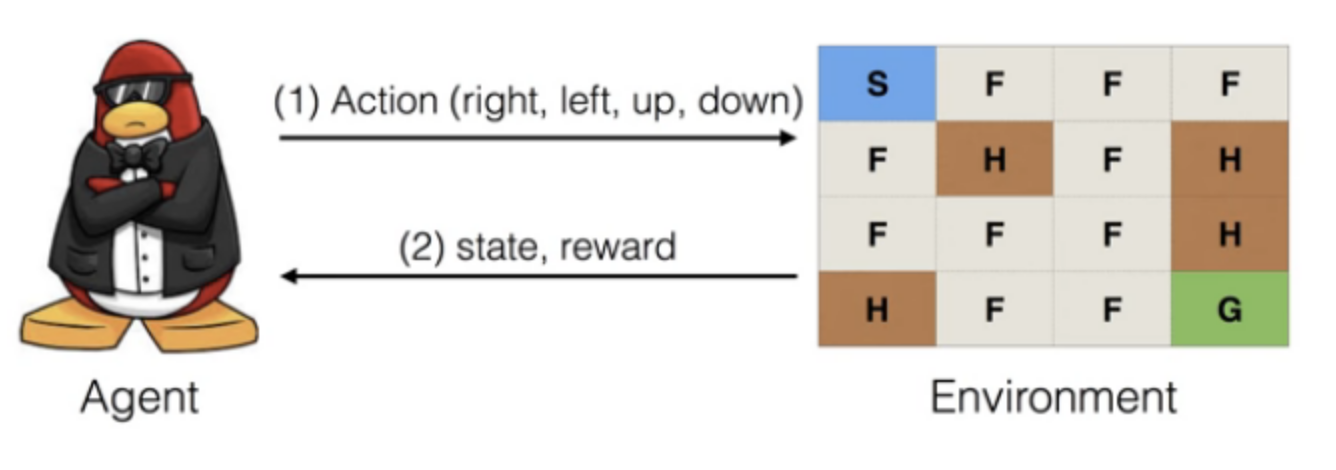 (1) Action (right, left, up, down)
(2) state, reward
Agent
S F F F
F H F H
F F F H
H F F G
Environment